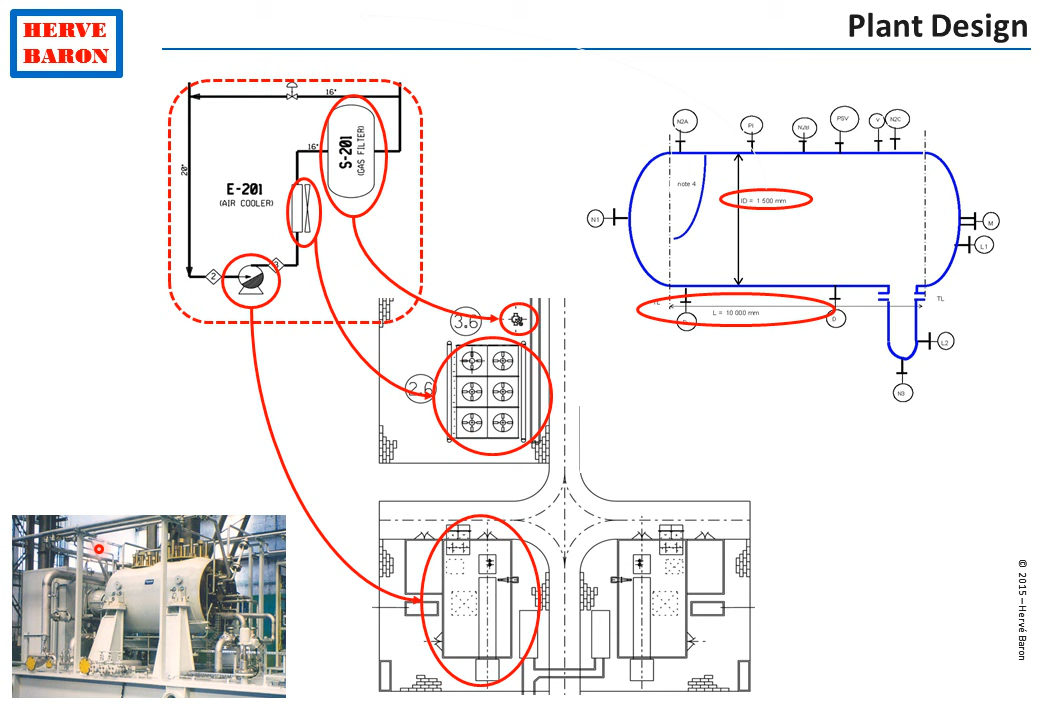 HERVE
BARON
Plant Design
16"
16"
20"
S-201
(GAS FILTER)
E-201
(AIR COOLER)
2
3
3.6
2.6
N2A
PI
PSV
V
N2C
note 4
ID = 1 500 mm
N1
M
L1
TL
L = 10 000 mm
D
L2
N3
© 2015 – Hervé Baron